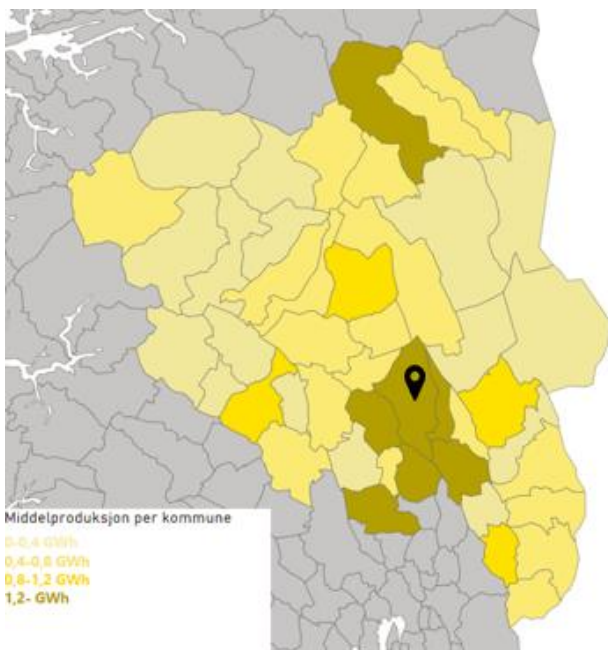 Middelproduksjon per kommune
0-0,4 GWh
0,4-0,8 GWh
0,8-1,2 GWh
1,2- GWh